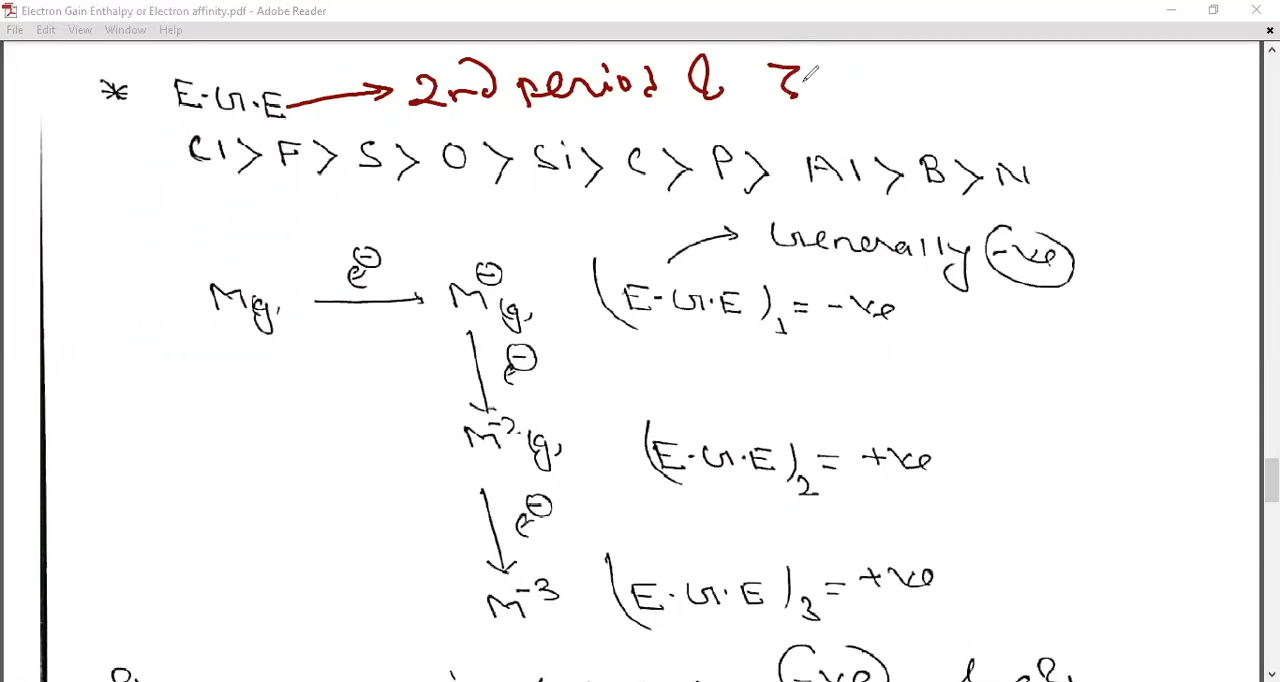 Electron Gain Enthalpy or Electron affinity.pdf - Adobe Reader
File Edit View Window Help
* E.G.E → 2nd period & 3
Cl > F > S > O > Si > C > P > Al > B > N
Generally -ve
M(g) e⊖ → M⊖(g) (E.G.E)1 = -ve
e⊖
M-2(g) (E.G.E)2 = +ve
e⊖
M-3 (E.G.E)3 = +ve